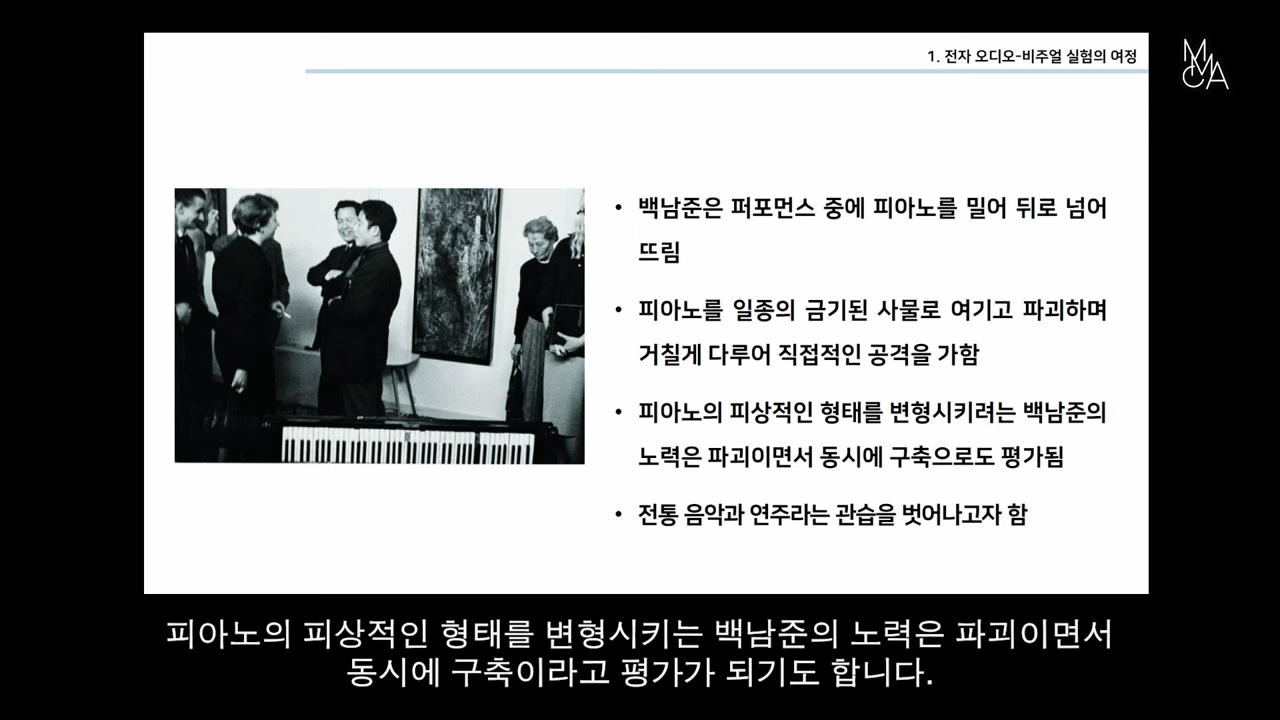 1. 전자 오디오-비주얼 실험의 여정
MMCA
• 백남준은 퍼포먼스 중에 피아노를 밀어 뒤로 넘어
뜨림
• 피아노를 일종의 금기된 사물로 여기고 파괴하며
거칠게 다루어 직접적인 공격을 가함
• 피아노의 피상적인 형태를 변형시키려는 백남준의
노력은 파괴이면서 동시에 구축으로도 평가됨
• 전통 음악과 연주라는 관습을 벗어나고자 함
피아노의 피상적인 형태를 변형시키는 백남준의 노력은 파괴이면서
동시에 구축이라고 평가가 되기도 합니다.